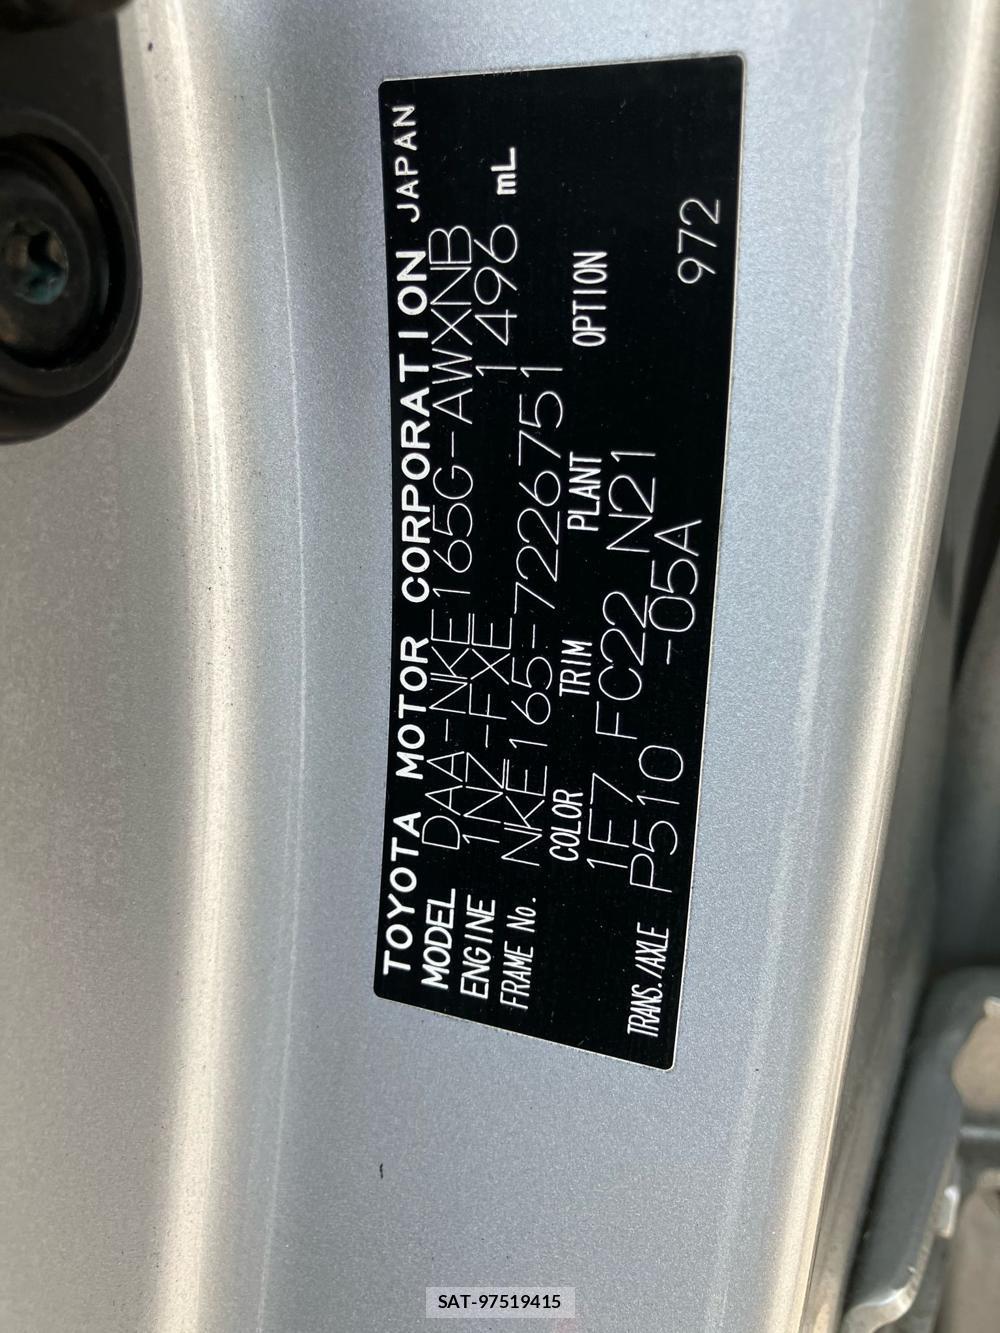 TOYOTA MOTOR CORPORATION JAPAN
MODEL DAA-NKE165G-AWXNB
ENGINE 1NZ-FXE 1496 mL
FRAME No. NKE165-7226751
COLOR TRIM PLANT OPTION
1F7 FC22 N21
TRANS./AXLE P510 -05A 972
SAT-97519415